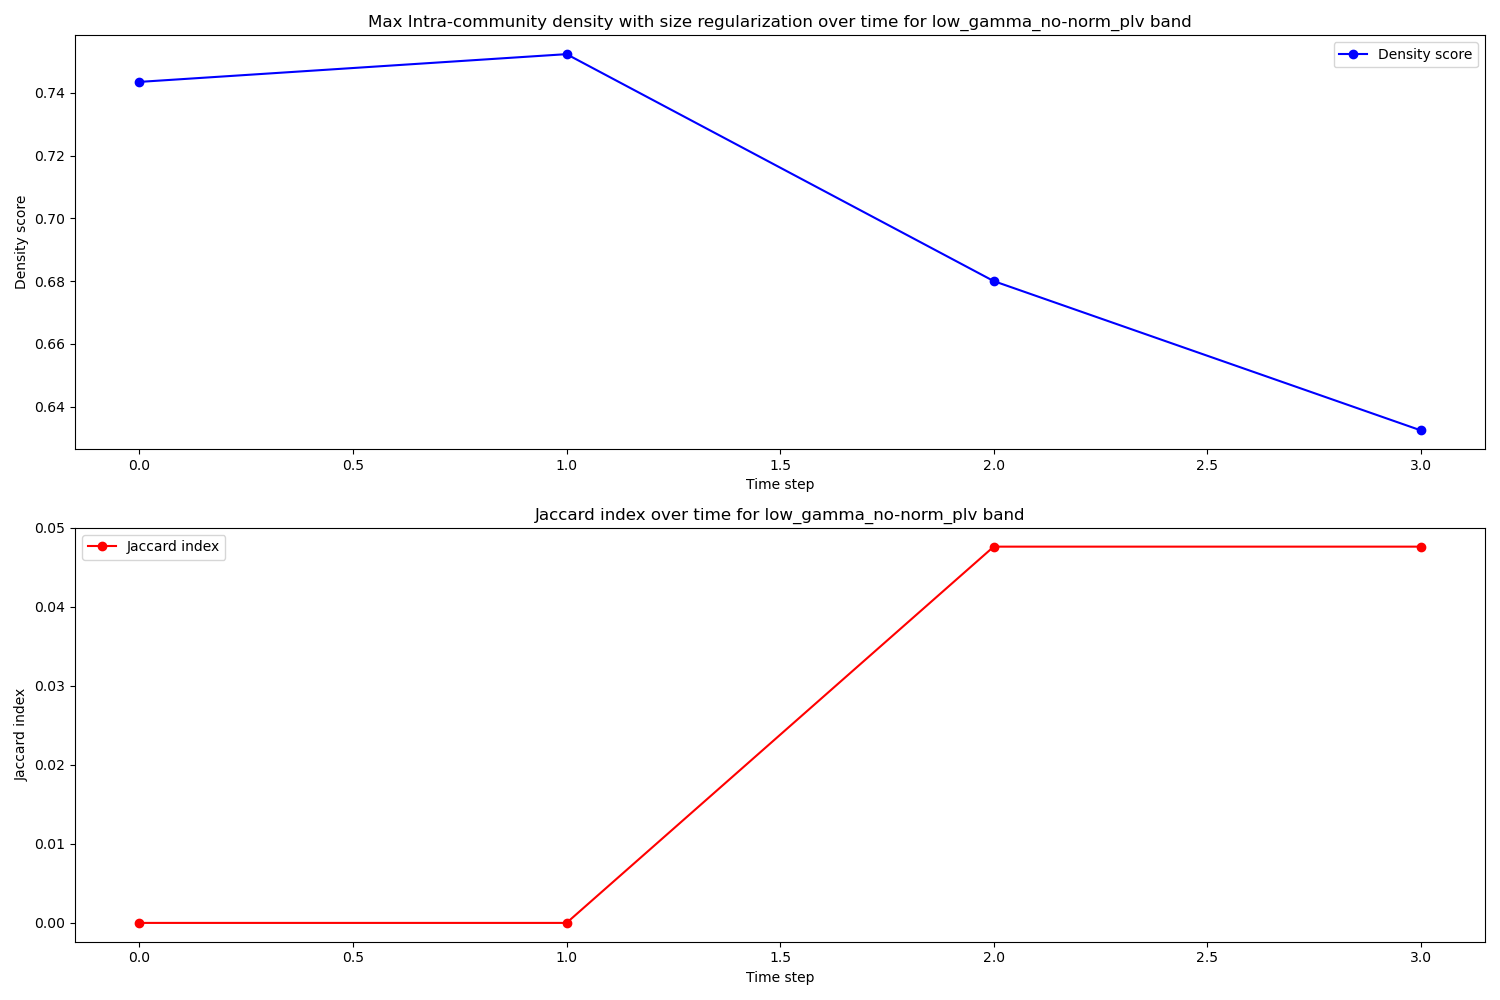 Max Intra-community density with size regularization over time for low_gamma_no-norm_plv band
Density score
Density score
0.74
0.72
0.70
0.68
0.66
0.64
0.0 0.5 1.0 1.5 2.0 2.5 3.0
Time step
Jaccard index over time for low_gamma_no-norm_plv band
Jaccard index
Jaccard index
0.05
0.04
0.03
0.02
0.01
0.00
0.0 0.5 1.0 1.5 2.0 2.5 3.0
Time step